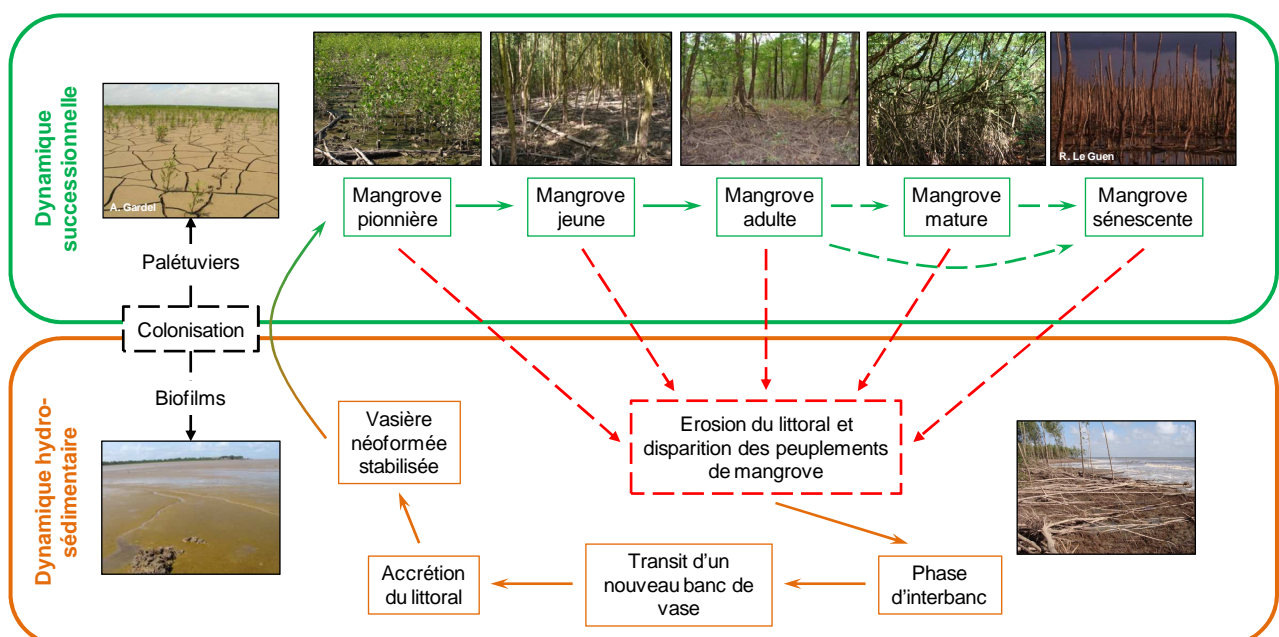 Dynamique
successionnelle
A. Gardel
R. Le Guen
Mangrove
pionnière
Mangrove
jeune
Mangrove
adulte
Mangrove
mature
Mangrove
sénescente
Palétuviers
Colonisation
Biofilms
Dynamique hydro-
sédimentaire
Vasière
néoformée
stabilisée
Erosion du littoral et
disparition des peuplements
de mangrove
Accrétion
du littoral
Transit d'un
nouveau banc de
vase
Phase
d'interbanc